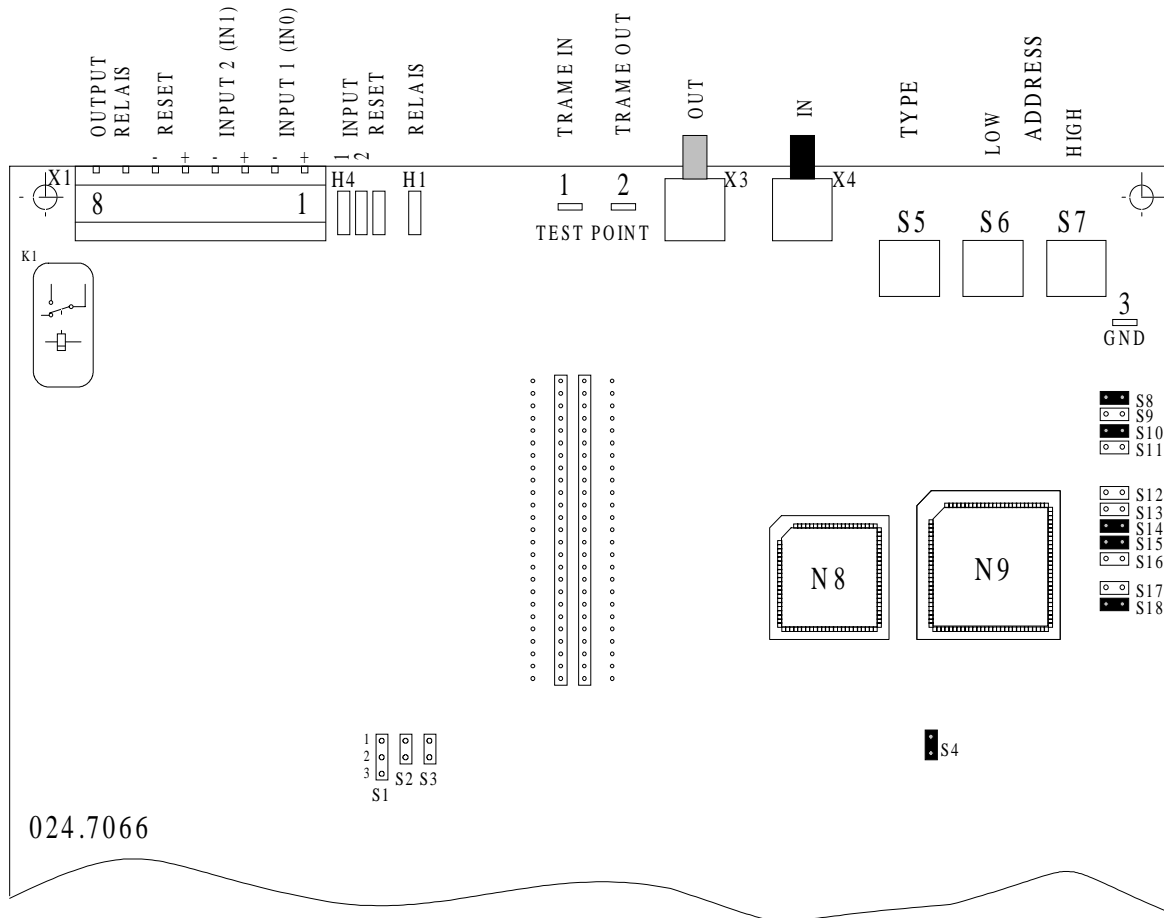 OUTPUT
RELAIS
RESET
INPUT 2 (IN1)
INPUT 1 (IN0)
INPUT
RESET
RELAIS
TRAME IN
TRAME OUT
OUT
IN
TYPE
LOW
ADDRESS
HIGH
- + - + - +
1
2
X1
H4
H1
8
1
1
2
TEST POINT
X3
X4
S5
S6
S7
K1
3
GND
S8
S9
S10
S11
S12
S13
S14
S15
S16
S17
S18
N8
N9
1
2
3
S1
S2
S3
S4
024.7066